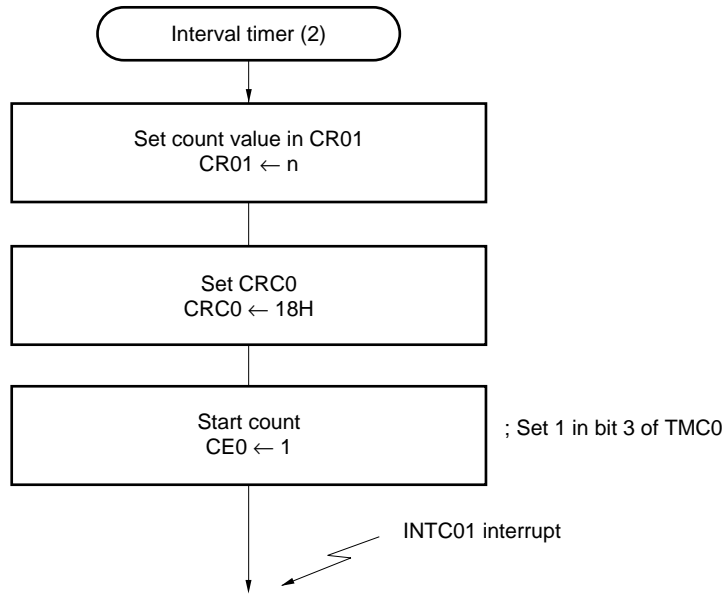 Interval timer (2)
Set count value in CR01
CR01 ← n
Set CRC0
CRC0 ← 18H
Start count
CE0 ← 1
; Set 1 in bit 3 of TMC0
INTC01 interrupt